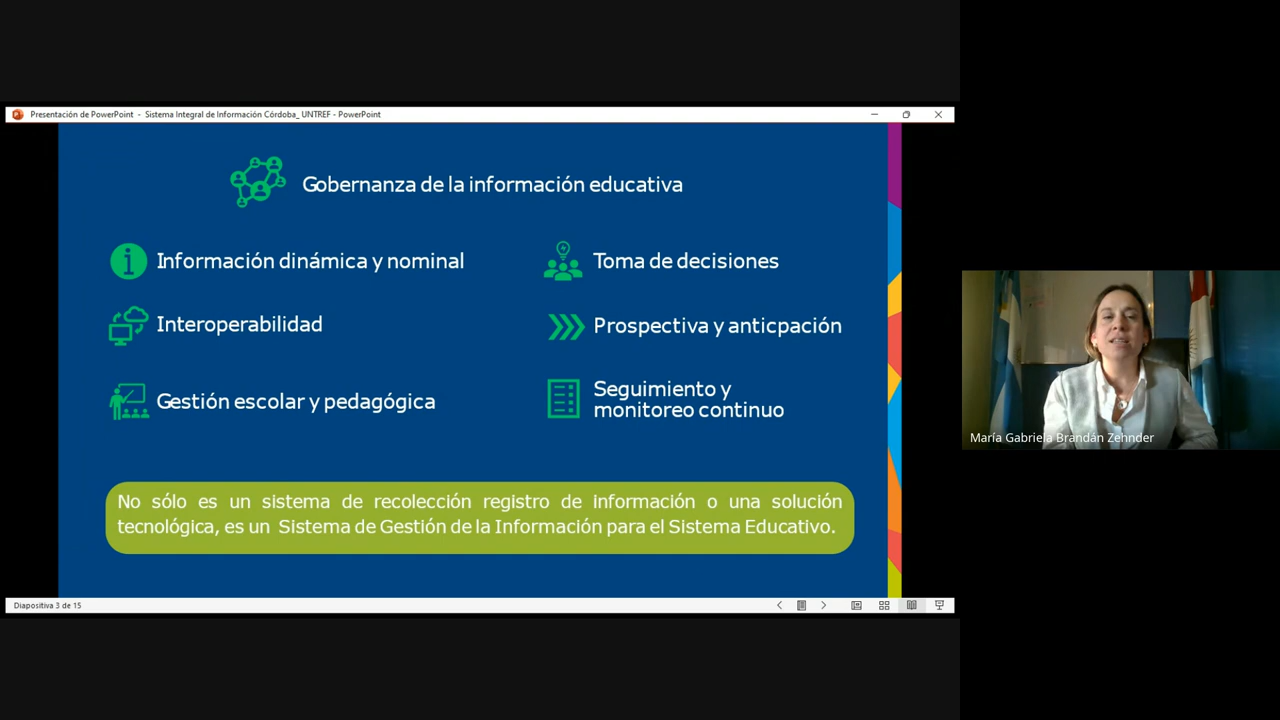 Presentación de PowerPoint - Sistema Integral de Información Córdoba_ UNTREF - PowerPoint
Gobernanza de la información educativa
Información dinámica y nominal
Interoperabilidad
Gestión escolar y pedagógica
Toma de decisiones
Prospectiva y anticpación
Seguimiento y
monitoreo continuo
No sólo es un sistema de recolección registro de información o una solución
tecnológica, es un Sistema de Gestión de la Información para el Sistema Educativo.
Diapositiva 3 de 15
María Gabriela Brandán Zehnder